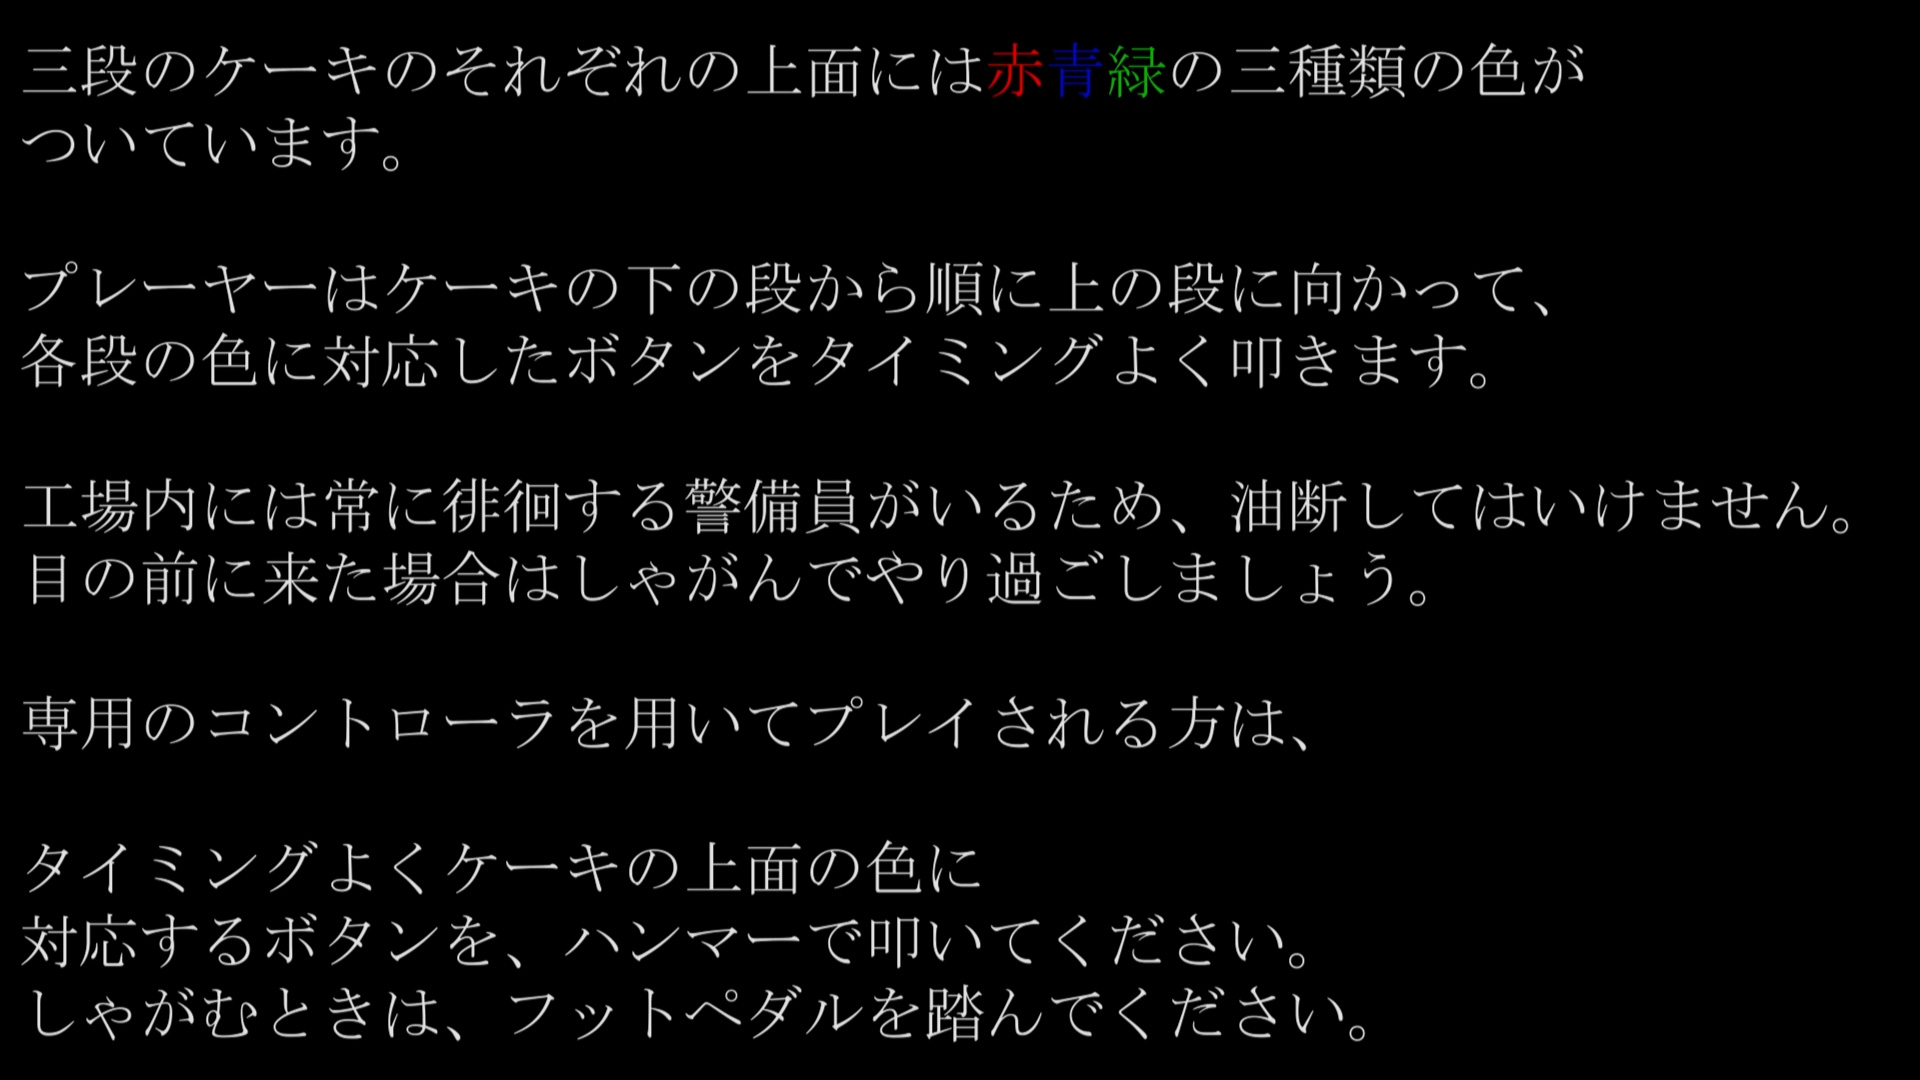 三段のケーキのそれぞれの上面には赤青緑の三種類の色が
ついています。
プレーヤーはケーキの下の段から順に上の段に向かって、
各段の色に対応したボタンをタイミングよく叩きます。
工場内には常に徘徊する警備員がいるため、油断してはいけません。
目の前に来た場合はしゃがんでやり過ごしましょう。
専用のコントローラを用いてプレイされる方は、
タイミングよくケーキの上面の色に
対応するボタンを、ハンマーで叩いてください。
しゃがむときは、フットペダルを踏んでください。